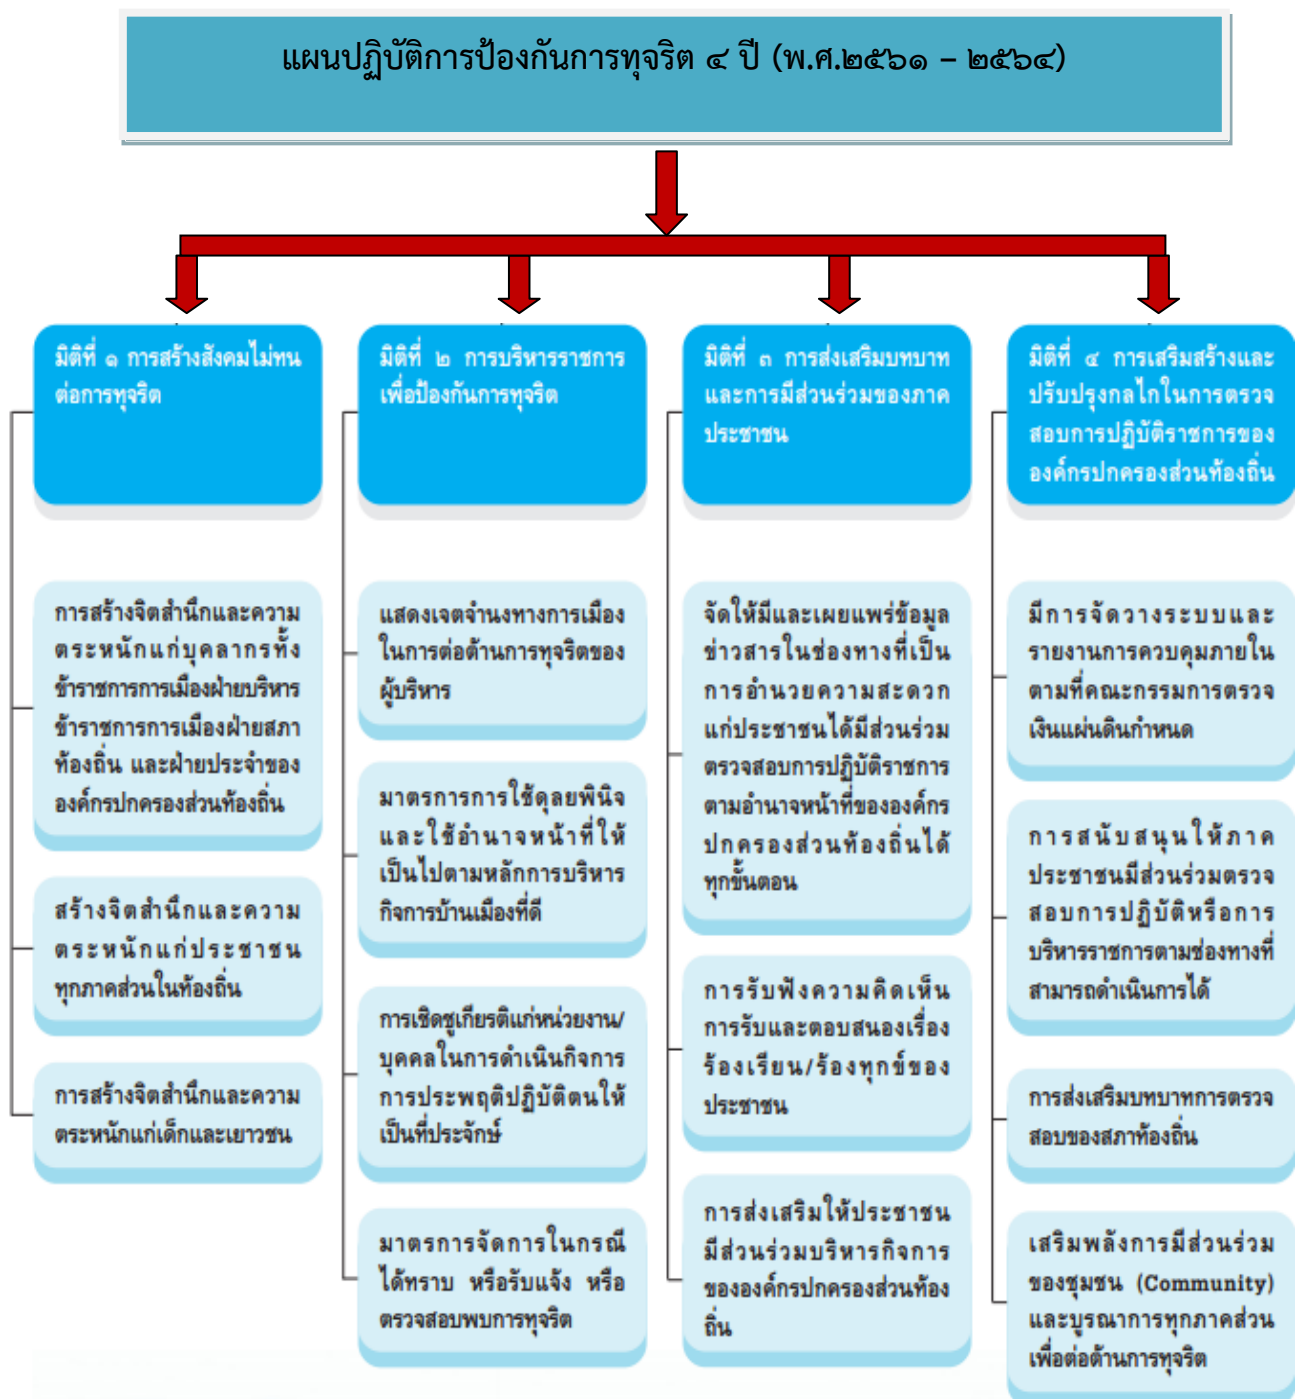 แผนปฏิบัติการป้องกันการทุจริต ๔ ปี (พ.ศ.๒๕๖๑ – ๒๕๖๔)
มิติที่ ๑ การสร้างสังคมไม่ทน
ต่อการทุจริต
การสร้างจิตสำนึกและความ
ตระหนักแก่บุคลากรทั้ง
ข้าราชการการเมืองฝ่ายบริหาร
ข้าราชการการเมืองฝ่ายสภา
ท้องถิ่น และฝ่ายประจำของ
องค์กรปกครองส่วนท้องถิ่น
สร้างจิตสำนึกและความ
ตระหนักแก่ประชาชน
ทุกภาคส่วนในท้องถิ่น
การสร้างจิตสำนึกและความ
ตระหนักแก่เด็กและเยาวชน
มิติที่ ๒ การบริหารราชการ
เพื่อป้องกันการทุจริต
แสดงเจตจำนงทางการเมือง
ในการต่อต้านการทุจริตของ
ผู้บริหาร
มาตรการการใช้ดุลยพินิจ
และใช้อำนาจหน้าที่ให้
เป็นไปตามหลักการบริหาร
กิจการบ้านเมืองที่ดี
การเชิดชูเกียรติแก่หน่วยงาน/
บุคคลในการดำเนินกิจการ
การประพฤติปฏิบัติตนให้
เป็นที่ประจักษ์
มาตรการจัดการในกรณี
ได้ทราบ หรือรับแจ้ง หรือ
ตรวจสอบพบการทุจริต
มิติที่ ๓ การส่งเสริมบทบาท
และการมีส่วนร่วมของภาค
ประชาชน
จัดให้มีและเผยแพร่ข้อมูล
ข่าวสารในช่องทางที่เป็น
การอำนวยความสะดวก
แก่ประชาชนได้มีส่วนร่วม
ตรวจสอบการปฏิบัติราชการ
ตามอำนาจหน้าที่ขององค์กร
ปกครองส่วนท้องถิ่นได้
ทุกขั้นตอน
การรับฟังความคิดเห็น
การรับและตอบสนองเรื่อง
ร้องเรียน/ร้องทุกข์ของ
ประชาชน
การส่งเสริมให้ประชาชน
มีส่วนร่วมบริหารกิจการ
ขององค์กรปกครองส่วนท้อง
ถิ่น
มิติที่ ๔ การเสริมสร้างและ
ปรับปรุงกลไกในการตรวจ
สอบการปฏิบัติราชการของ
องค์กรปกครองส่วนท้องถิ่น
มีการจัดวางระบบและ
รายงานการควบคุมภายใน
ตามที่คณะกรรมการตรวจ
เงินแผ่นดินกำหนด
การสนับสนุนให้ภาค
ประชาชนมีส่วนร่วมตรวจ
สอบการปฏิบัติหรือการ
บริหารราชการตามช่องทางที่
สามารถดำเนินการได้
การส่งเสริมบทบาทการตรวจ
สอบของสภาท้องถิ่น
เสริมพลังการมีส่วนร่วม
ของชุมชน (Community)
และบูรณาการทุกภาคส่วน
เพื่อต่อต้านการทุจริต